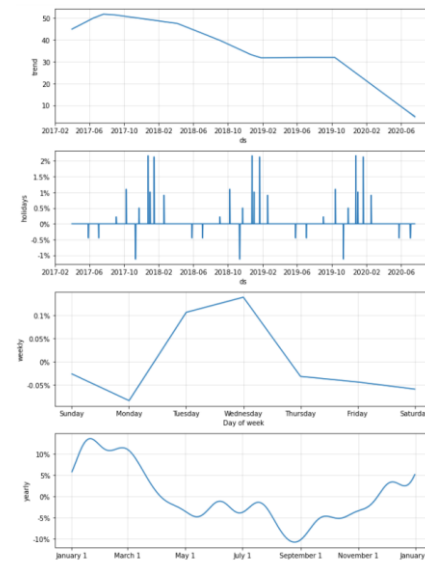 50
40
30
20
10
trend
2017-02 2017-06 2017-10 2018-02 2018-06 2018-10 2019-02 2019-06 2019-10 2020-02 2020-06
ds
2%
1.5%
1%
0.5%
0%
-0.5%
-1%
holidays
2017-02 2017-06 2017-10 2018-02 2018-06 2018-10 2019-02 2019-06 2019-10 2020-02 2020-06
ds
0.1%
0.05%
0%
-0.05%
weekly
Sunday Monday Tuesday Wednesday Thursday Friday Saturda
Day of week
10%
5%
0%
-5%
-10%
yearly
January 1 March 1 May 1 July 1 September 1 November 1 January